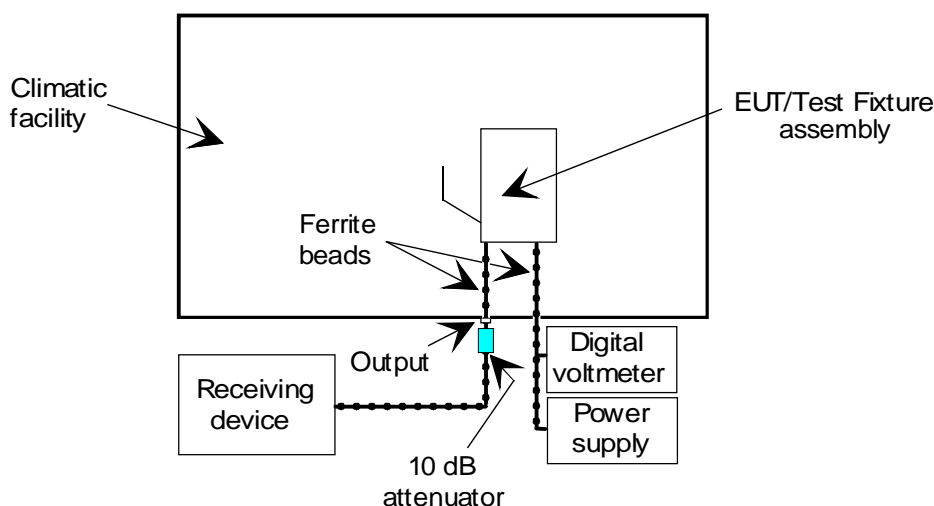 Climatic
facility
EUT/Test Fixture
assembly
Ferrite
beads
Output
Digital
voltmeter
Receiving
device
Power
supply
10 dB
attenuator